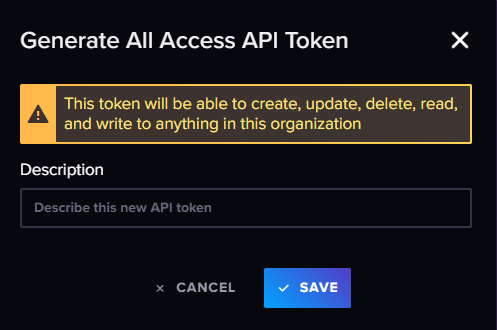 Generate All Access API Token
This token will be able to create, update, delete, read,
and write to anything in this organization
Description
Describe this new API token
CANCEL
SAVE